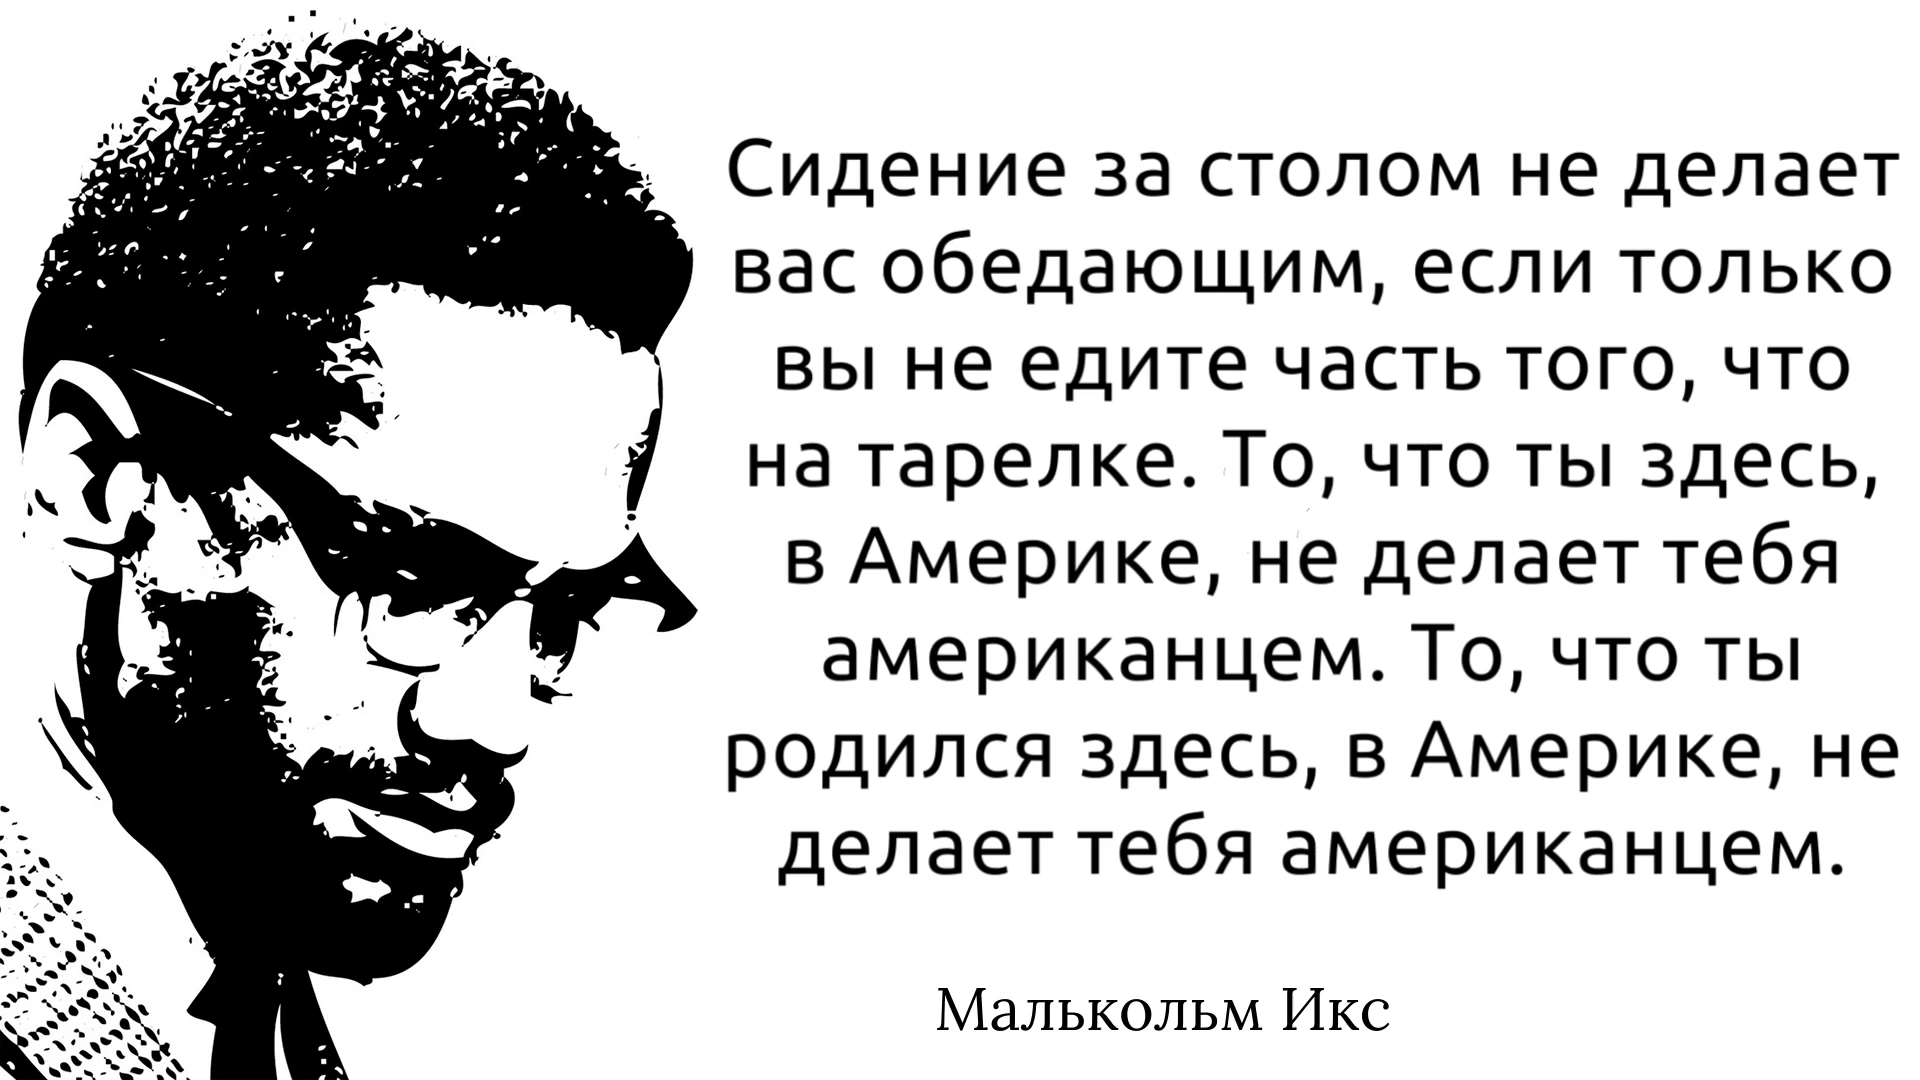 Сидение за столом не делает
вас обедающим, если только
вы не едите часть того, что
на тарелке. То, что ты здесь,
в Америке, не делает тебя
американцем. То, что ты
родился здесь, в Америке, не
делает тебя американцем.
Малькольм Икс